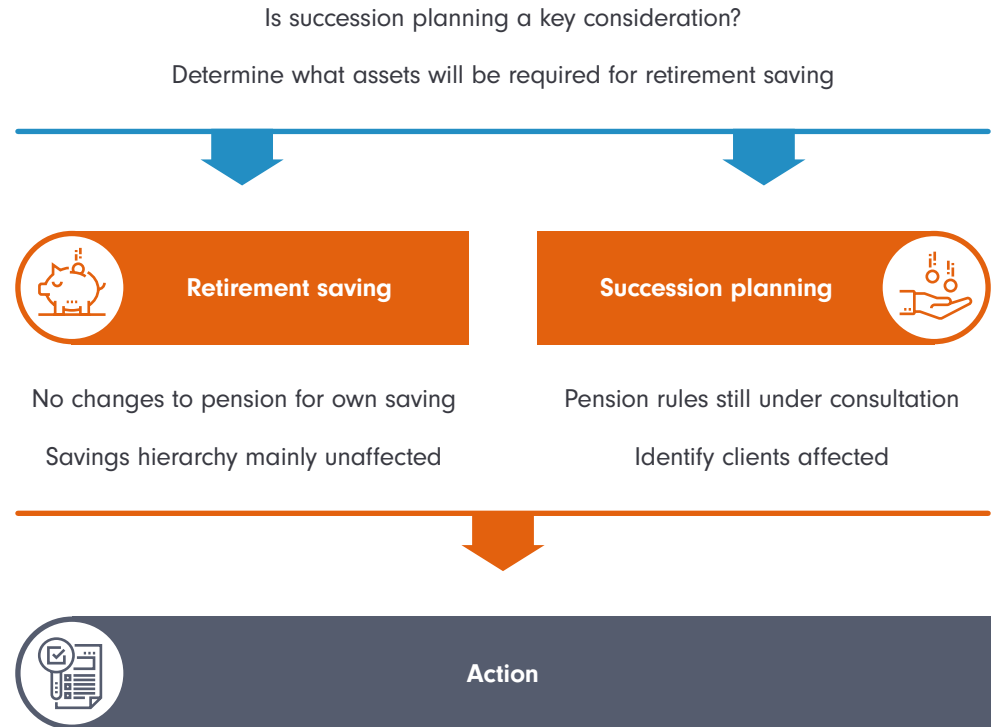 Is succession planning a key consideration?
Determine what assets will be required for retirement saving
Retirement saving
Succession planning
No changes to pension for own saving
Savings hierarchy mainly unaffected
Pension rules still under consultation
Identify clients affected
Action